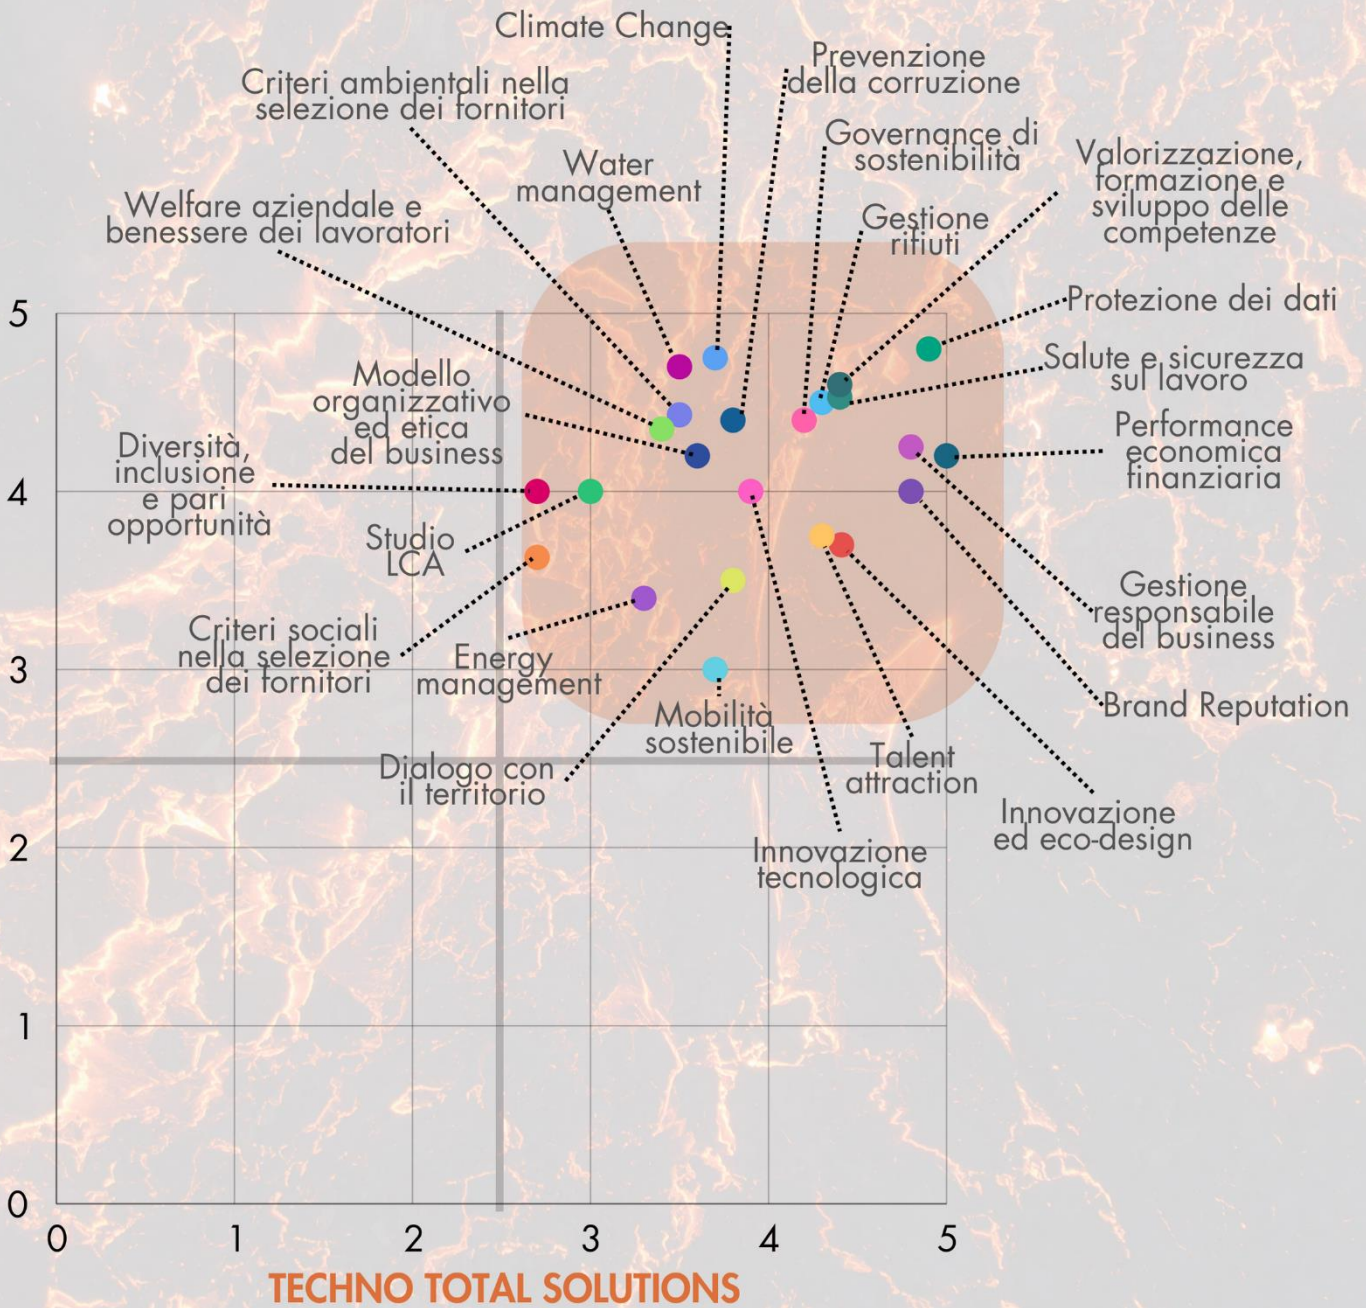 Climate Change
Prevenzione
della corruzione
Criteri ambientali nella
selezione dei fornitori
Governance di
sostenibilità
Water
management
Valorizzazione,
formazione e
sviluppo delle
competenze
Welfare aziendale e
benessere dei lavoratori
Gestione
rifiuti
Protezione dei dati
5
Salute e sicurezza
sul lavoro
Modello
organizzativo
ed etica
del business
Performance
economica
finanziaria
Diversità,
inclusione
e pari
opportunità
4
Studio
LCA
Gestione
responsabile
del business
Criteri sociali
nella selezione
dei fornitori
Energy
management
3
Brand Reputation
Mobilità
sostenibile
Talent
attraction
Dialogo con
il territorio
Innovazione
ed eco-design
2
Innovazione
tecnologica
1
0
0 1 2 3 4 5
TECHNO TOTAL SOLUTIONS